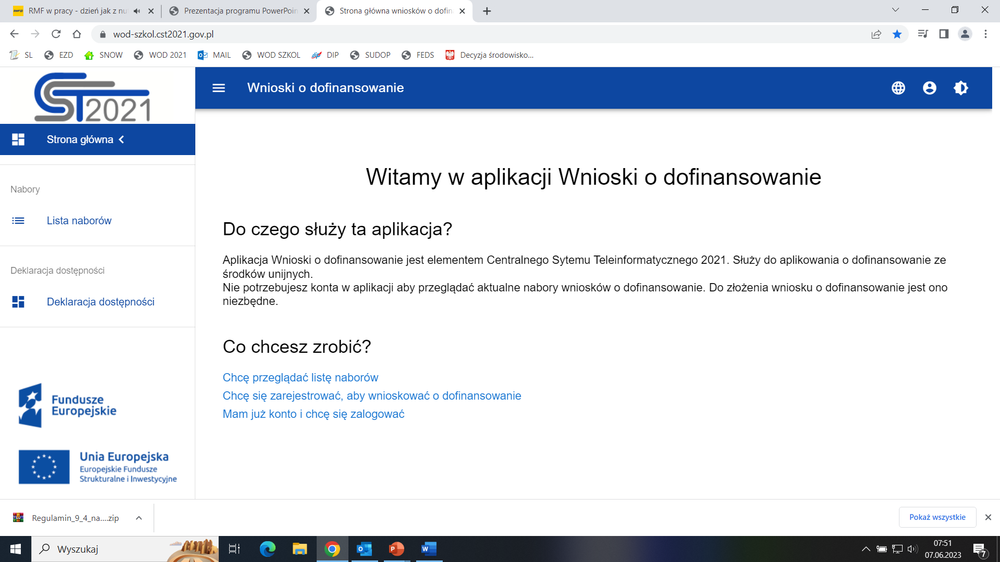 RMF w pracy - dzień jak z nu
Prezentacja programu PowerPoin
Strona główna wniosków o dofin
wod-szkol.cst2021.gov.pl
SL
EZD
SNOW
WOD 2021
MAIL
WOD SZKOL
DIP
SUDOP
FEDS
Decyzja środowisko...
CST2021
Wnioski o dofinansowanie
Strona główna
Nabory
Lista naborów
Deklaracja dostępności
Deklaracja dostępności
Fundusze
Europejskie
Unia Europejska
Europejskie Fundusze
Strukturalne i Inwestycyjne
Witamy w aplikacji Wnioski o dofinansowanie
Do czego służy ta aplikacja?
Aplikacja Wnioski o dofinansowanie jest elementem Centralnego Sytemu Teleinformatycznego 2021. Służy do aplikowania o dofinansowanie ze
środków unijnych.
Nie potrzebujesz konta w aplikacji aby przeglądać aktualne nabory wniosków o dofinansowanie. Do złożenia wniosku o dofinansowanie jest ono
niezbędne.
Co chcesz zrobić?
Chcę przeglądać listę naborów
Chcę się zarejestrować, aby wnioskować o dofinansowanie
Mam już konto i chcę się zalogować
Regulamin_9_4_na....zip
Pokaż wszystkie
Wyszukaj
07:51
07.06.2023
7